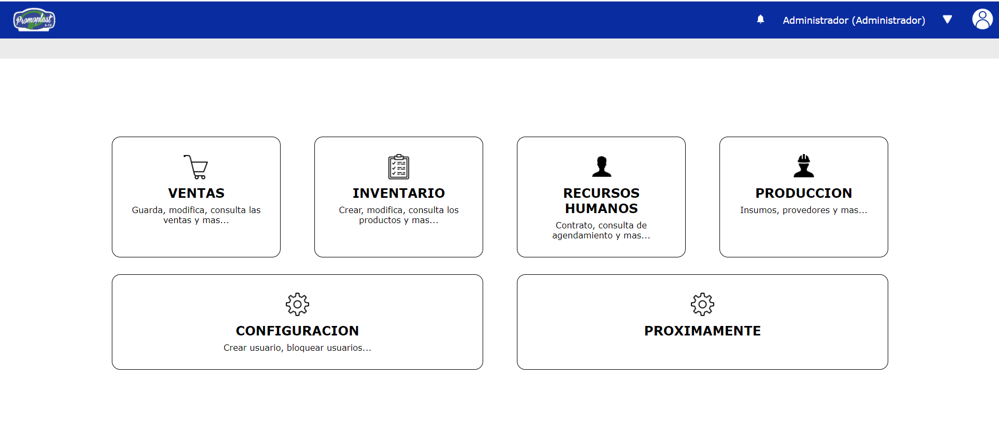 Promoplast
S.A.S
Administrador (Administrador)
VENTAS
Guarda, modifica, consulta las
ventas y mas...
INVENTARIO
Crear, modifica, consulta los
productos y mas...
RECURSOS
HUMANOS
Contrato, consulta de
agendamiento y mas...
PRODUCCION
Insumos, provedores y mas...
CONFIGURACION
Crear usuario, bloquear usuarios...
PROXIMAMENTE